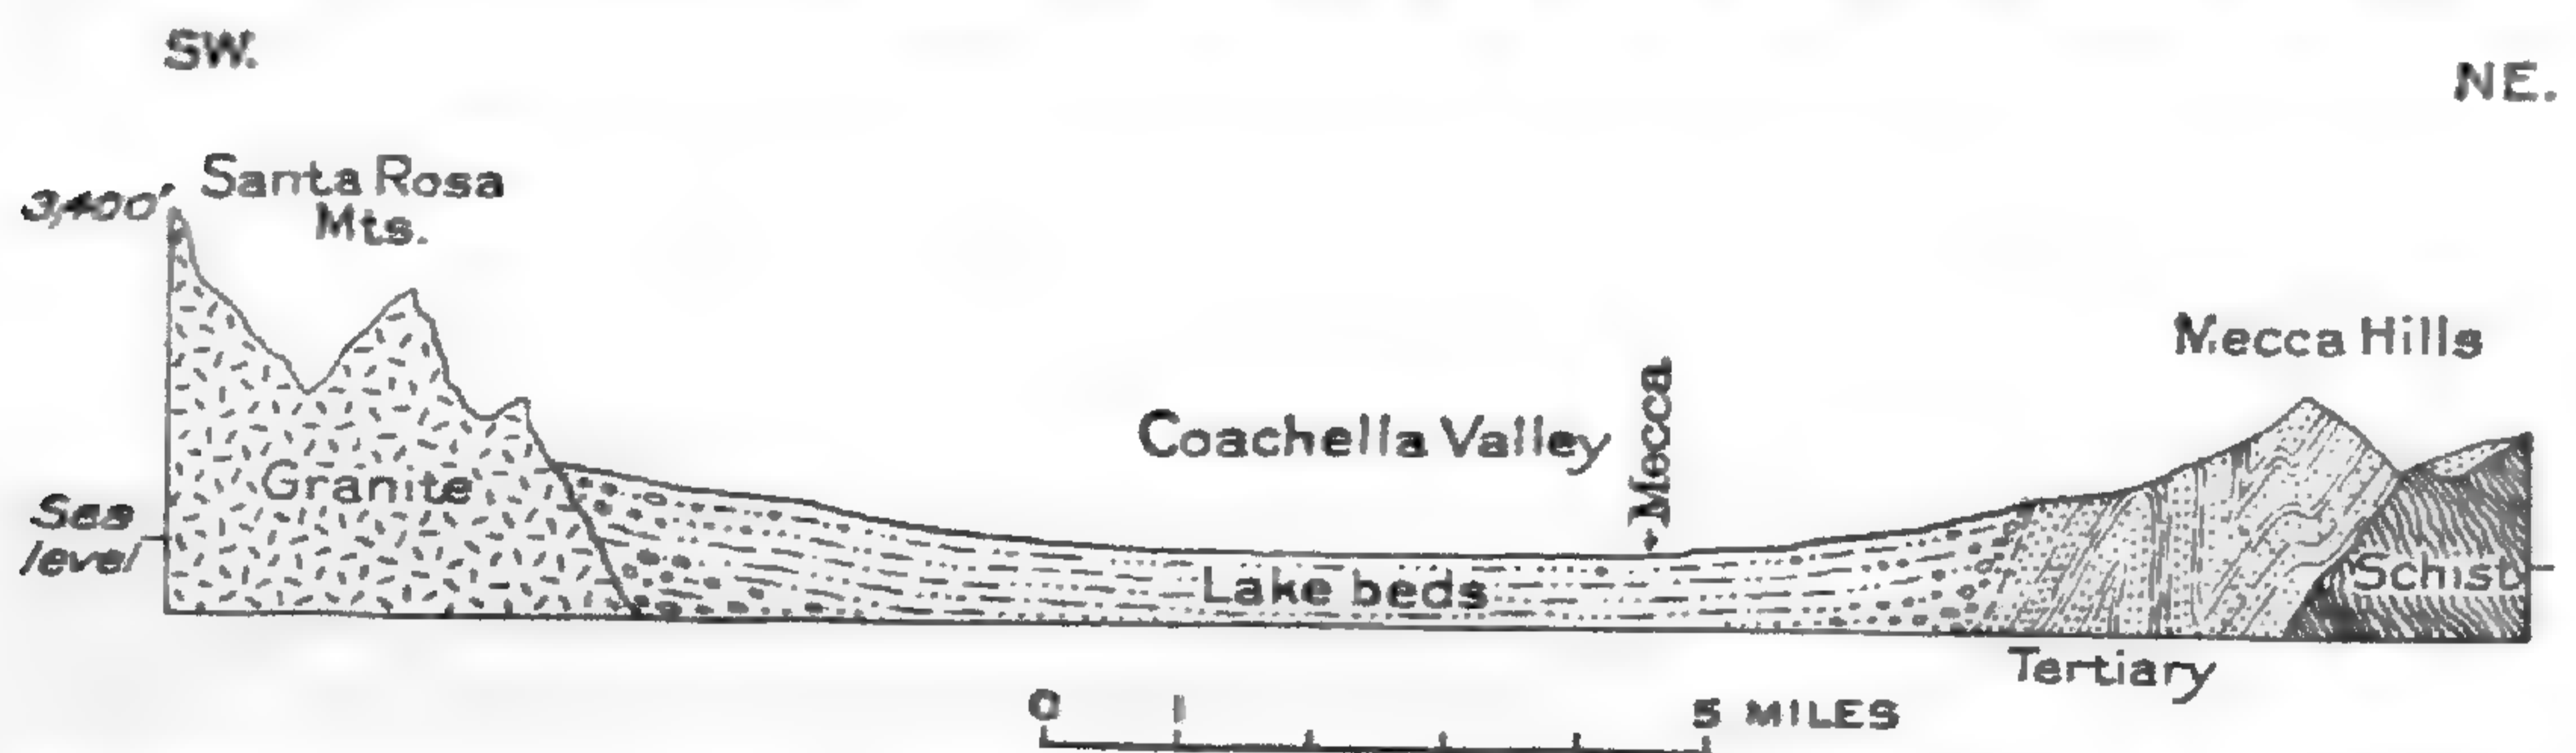 SW.
NE.
Santa Rosa
Mts.
3,400'
Mecca Hills
Coachella Valley
Mecca
Granite
Sea
level
Lake beds
Schist
Tertiary
0 1 5 MILES